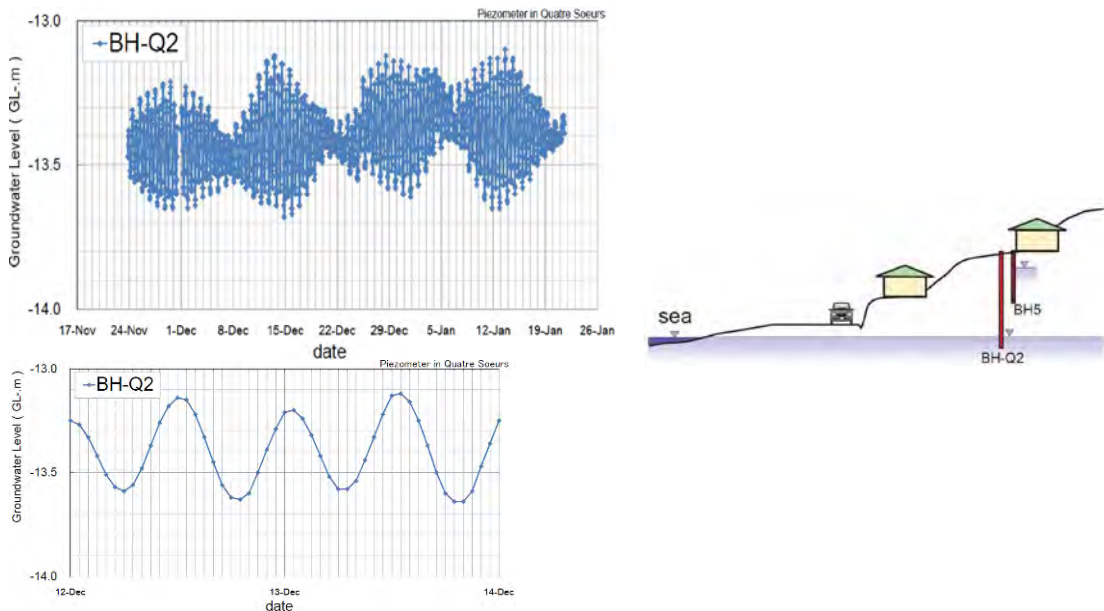 Piezometer in Quatre Soeurs
BH-Q2
Groundwater Level ( GL-.m )
-13.0
-13.5
-14.0
17-Nov 24-Nov 1-Dec 8-Dec 15-Dec 22-Dec 29-Dec 5-Jan 12-Jan 19-Jan 26-Jan
date
Piezometer in Quatre Soeurs
BH-Q2
Groundwater Level ( GL-.m )
-13.0
-13.5
-14.0
12-Dec 13-Dec 14-Dec
date
sea
BH5
BH-Q2